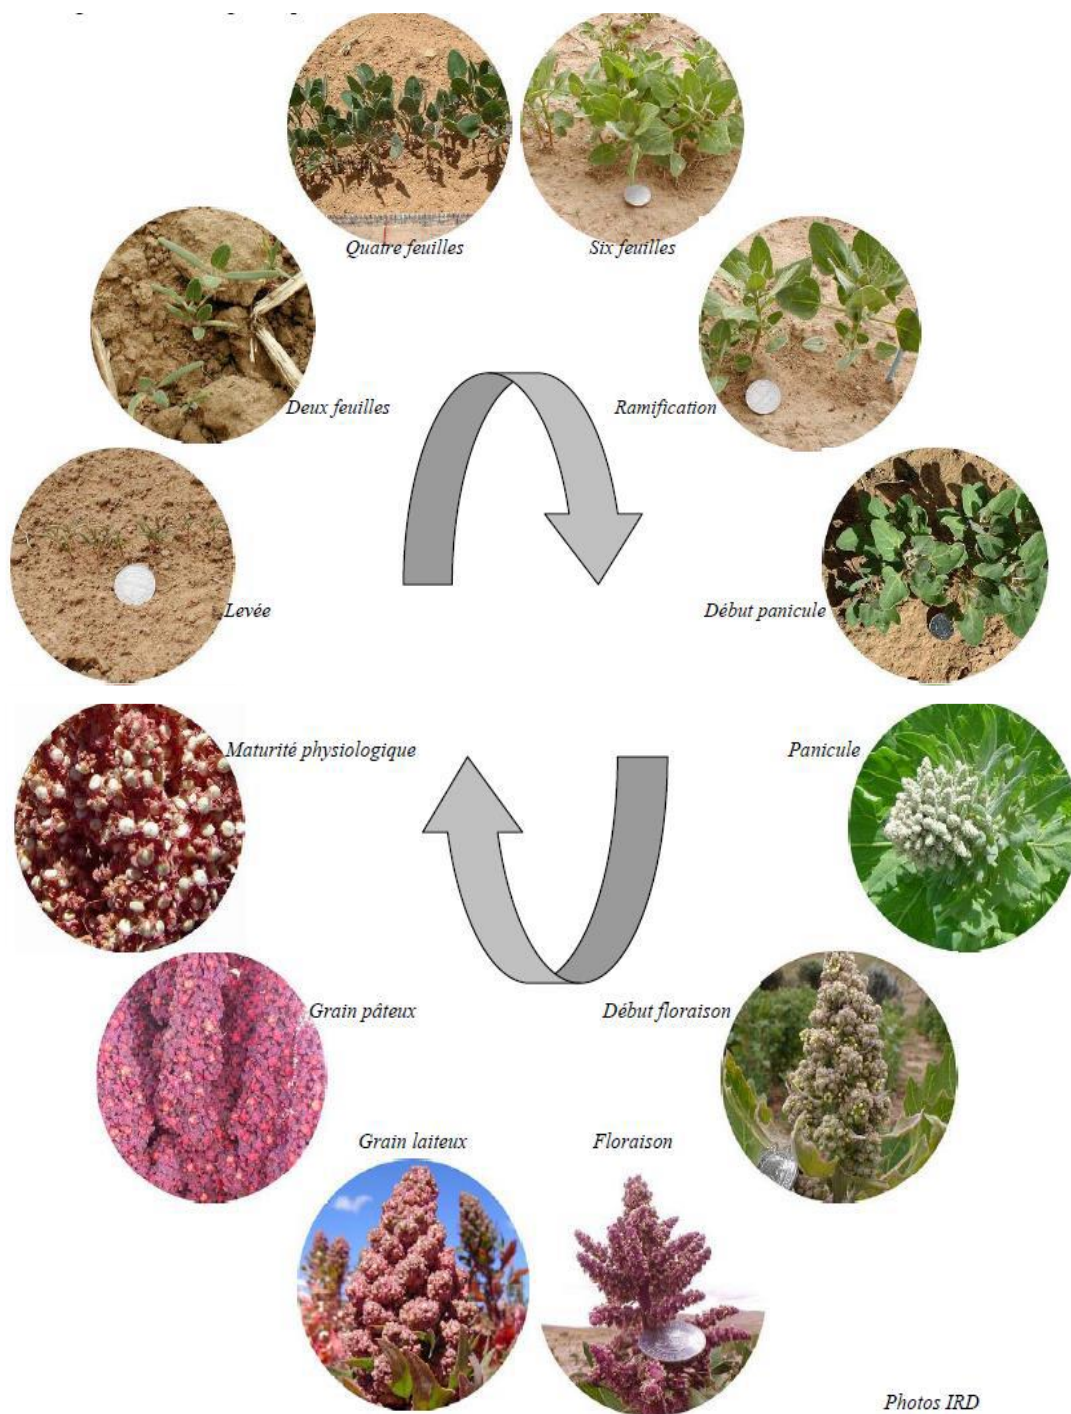 Quatre feuilles
Six feuilles
Deux feuilles
Ramification
Levée
Début panicule
Maturité physiologique
Panicule
Grain pâteux
Début floraison
Grain laiteux
Floraison
Photos IRD